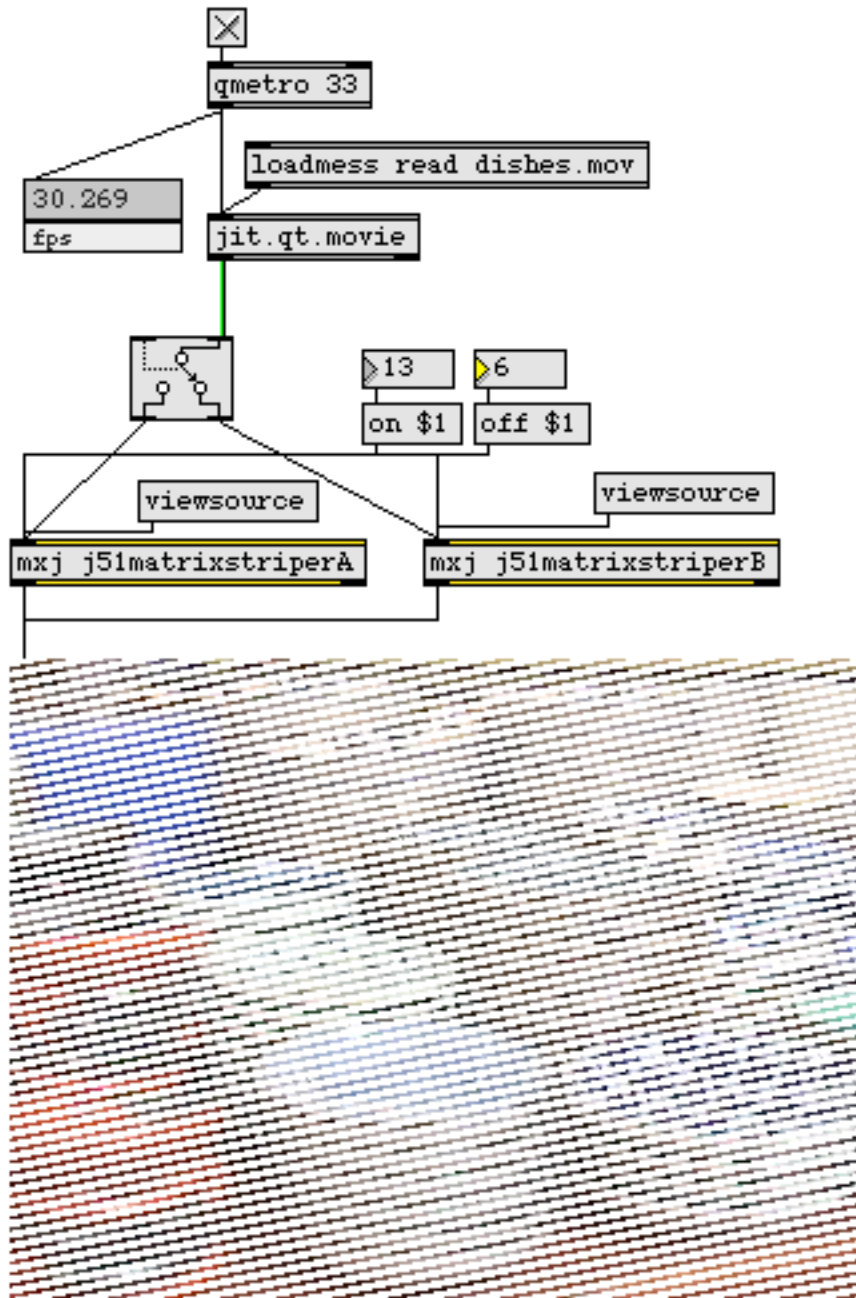 qmetro 33
loadmess read dishes.mov
30.269
fps
jit.qt.movie
13
6
on $1
off $1
viewsource
viewsource
mxj j51matrixstriperA
mxj j51matrixstriperB